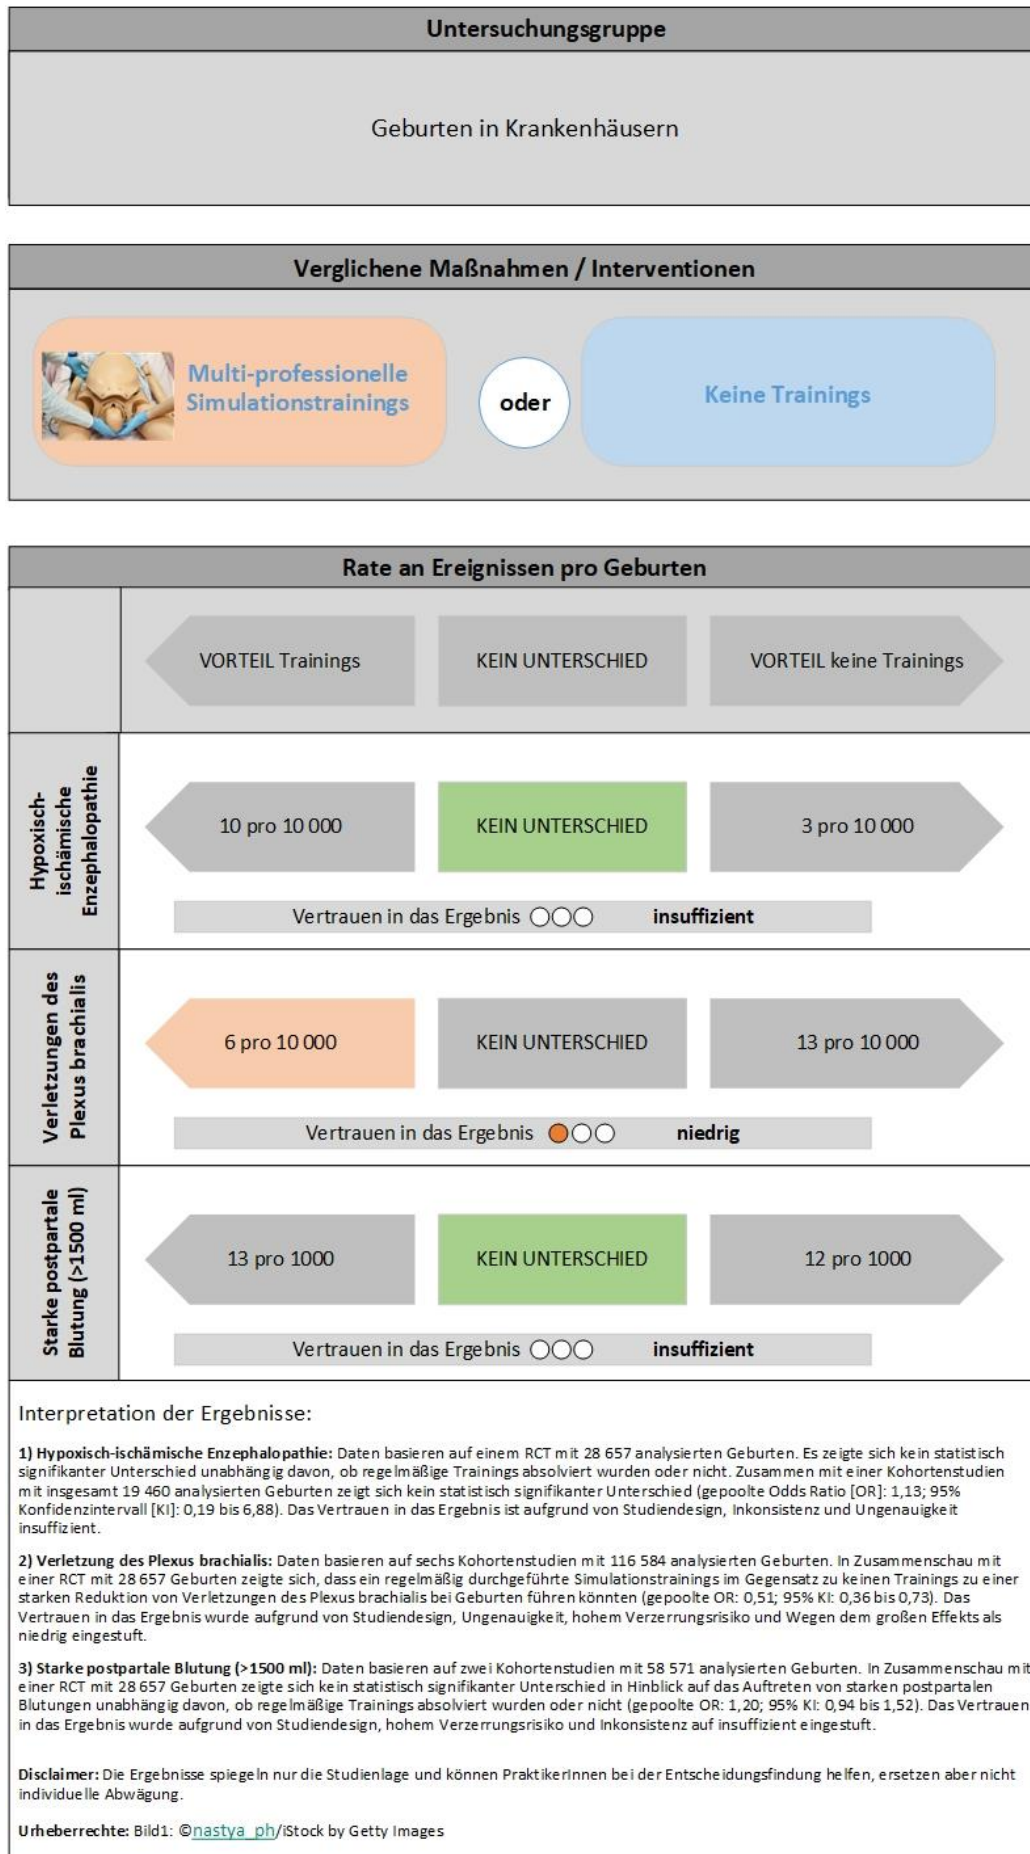 Untersuchungsgruppe
Geburten in Krankenhäusern
Verglichene Maßnahmen / Interventionen
Multi-professionelle
Simulationstrainings
oder
Keine Trainings
Rate an Ereignissen pro Geburten
VORTEIL Trainings
KEIN UNTERSCHIED
VORTEIL keine Trainings
Hypoxisch-
ischämische
Enzephalopathie
10 pro 10 000
KEIN UNTERSCHIED
3 pro 10 000
Vertrauen in das Ergebnis insuffizient
Verletzungen des
Plexus brachialis
6 pro 10 000
KEIN UNTERSCHIED
13 pro 10 000
Vertrauen in das Ergebnis niedrig
Starke postpartale
Blutung (>1500 ml)
13 pro 1000
KEIN UNTERSCHIED
12 pro 1000
Vertrauen in das Ergebnis insuffizient
Interpretation der Ergebnisse:
1) Hypoxisch-ischämische Enzephalopathie: Daten basieren auf einem RCT mit 28 657 analysierten Geburten. Es zeigte sich kein statistisch
signifikanter Unterschied unabhängig davon, ob regelmäßige Trainings absolviert wurden oder nicht. Zusammen mit einer Kohortenstudien
mit insgesamt 19 460 analysierten Geburten zeigt sich kein statistisch signifikanter Unterschied (gepoolte Odds Ratio [OR]: 1,13; 95%
Konfidenzintervall [KI]: 0,19 bis 6,88). Das Vertrauen in das Ergebnis ist aufgrund von Studiendesign, Inkonsistenz und Ungenauigkeit
insuffizient.
2) Verletzung des Plexus brachialis: Daten basieren auf sechs Kohortenstudien mit 116 584 analysierten Geburten. In Zusammenschau mit
einer RCT mit 28 657 Geburten zeigte sich, dass ein regelmäßig durchgeführte Simulationstrainings im Gegensatz zu keinen Trainings zu einer
starken Reduktion von Verletzungen des Plexus brachialis bei Geburten führen könnten (gepoolte OR: 0,51; 95% KI: 0,36 bis 0,73). Das
Vertrauen in das Ergebnis wurde aufgrund von Studiendesign, Ungenauigkeit, hohem Verzerrungsrisiko und Wegen dem großen Effekts als
niedrig eingestuft.
3) Starke postpartale Blutung (>1500 ml): Daten basieren auf zwei Kohortenstudien mit 58 571 analysierten Geburten. In Zusammenschau mit
einer RCT mit 28 657 Geburten zeigte sich kein statistisch signifikanter Unterschied in Hinblick auf das Auftreten von starken postpartalen
Blutungen unabhängig davon, ob regelmäßige Trainings absolviert wurden oder nicht (gepoolte OR: 1,20; 95% KI: 0,94 bis 1,52). Das Vertrauen
in das Ergebnis wurde aufgrund von Studiendesign, hohem Verzerrungsrisiko und Inkonsistenz auf insuffizient eingestuft.
Disclaimer: Die Ergebnisse spiegeln nur die Studienlage und können PraktikerInnen bei der Entscheidungsfindung helfen, ersetzen aber nicht
individuelle Abwägung.
Urheberrechte: Bild1: ©nastya_ph/iStock by Getty Images